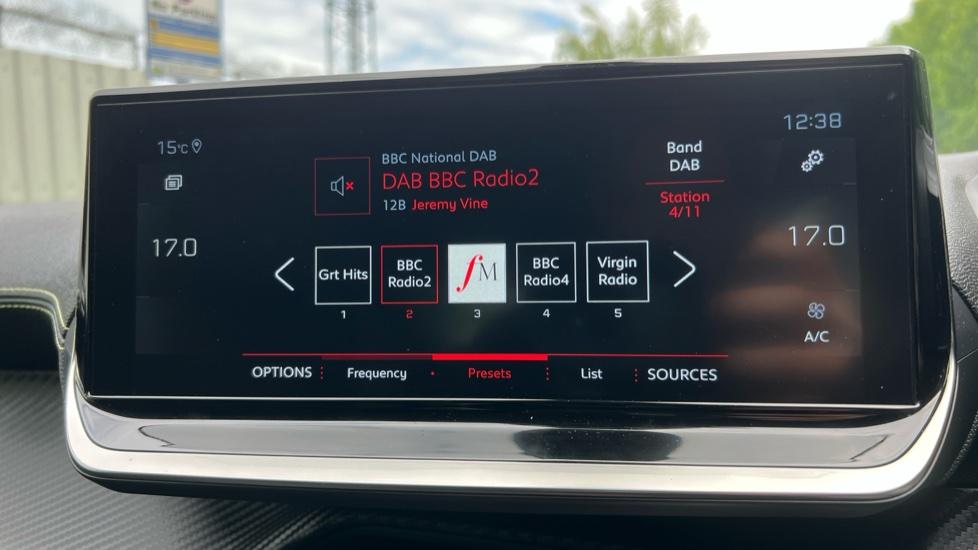 15°C
12:38
BBC National DAB
DAB BBC Radio2
12B Jeremy Vine
Band
DAB
Station
4/11
17.0
17.0
Grt Hits
BBC
Radio2
fM
BBC
Radio4
Virgin
Radio
1
2
3
4
5
A/C
OPTIONS
Frequency
Presets
List
SOURCES